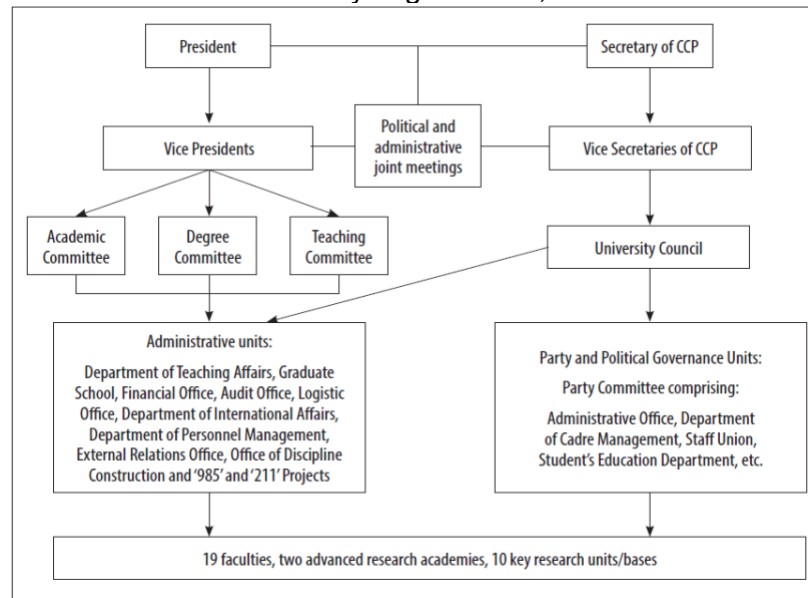 President
Secretary of CCP
Political and
administrative
joint meetings
Vice Presidents
Vice Secretaries of CCP
Academic
Committee
Degree
Committee
Teaching
Committee
University Council
Administrative units:
Department of Teaching Affairs, Graduate
School, Financial Office, Audit Office, Logistic
Office, Department of International Affairs,
Department of Personnel Management,
External Relations Office, Office of Discipline
Construction and ‘985’ and ‘211’ Projects
Party and Political Governance Units:
Party Committee comprising:
Administrative Office, Department
of Cadre Management, Staff Union,
Student’s Education Department, etc.
19 faculties, two advanced research academies, 10 key research units/bases